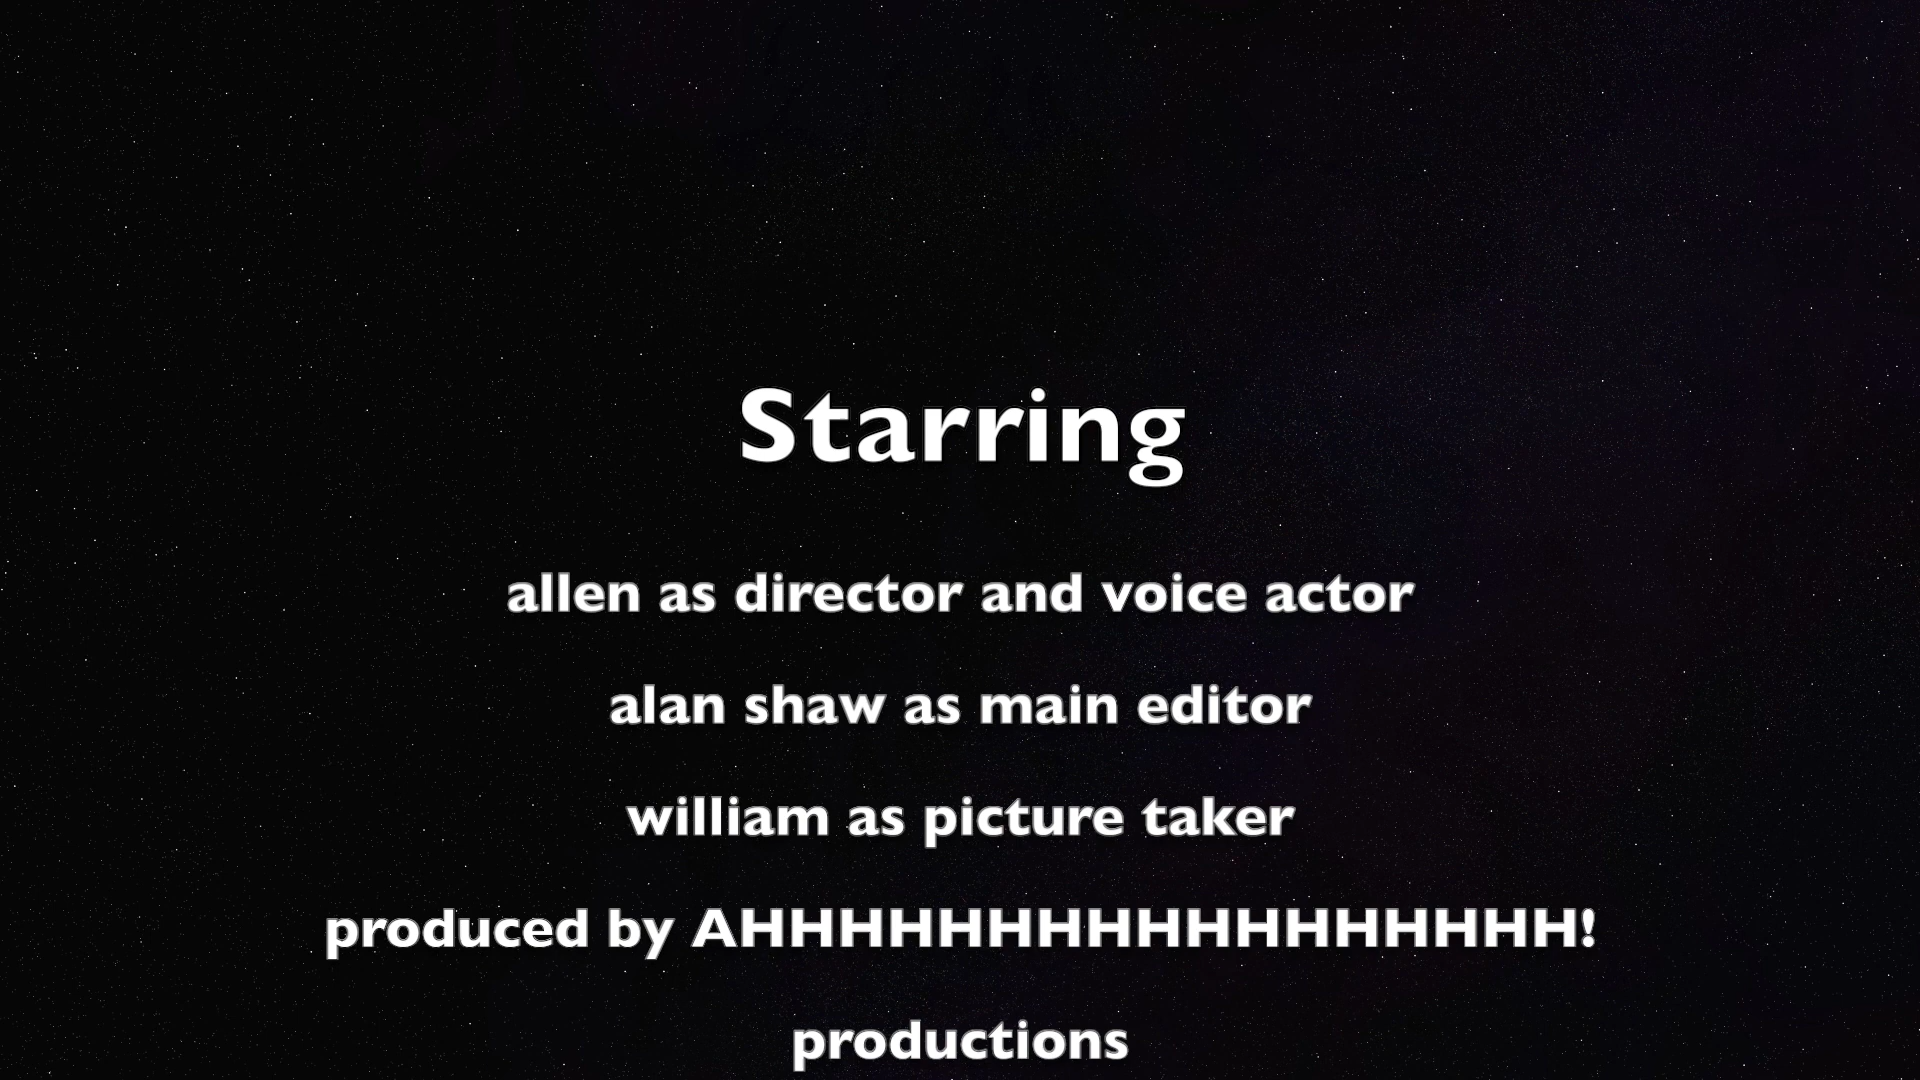 Starring
allen as director and voice actor
alan shaw as main editor
william as picture taker
produced by AHHHHHHHHHHHHHHHHH!
productions